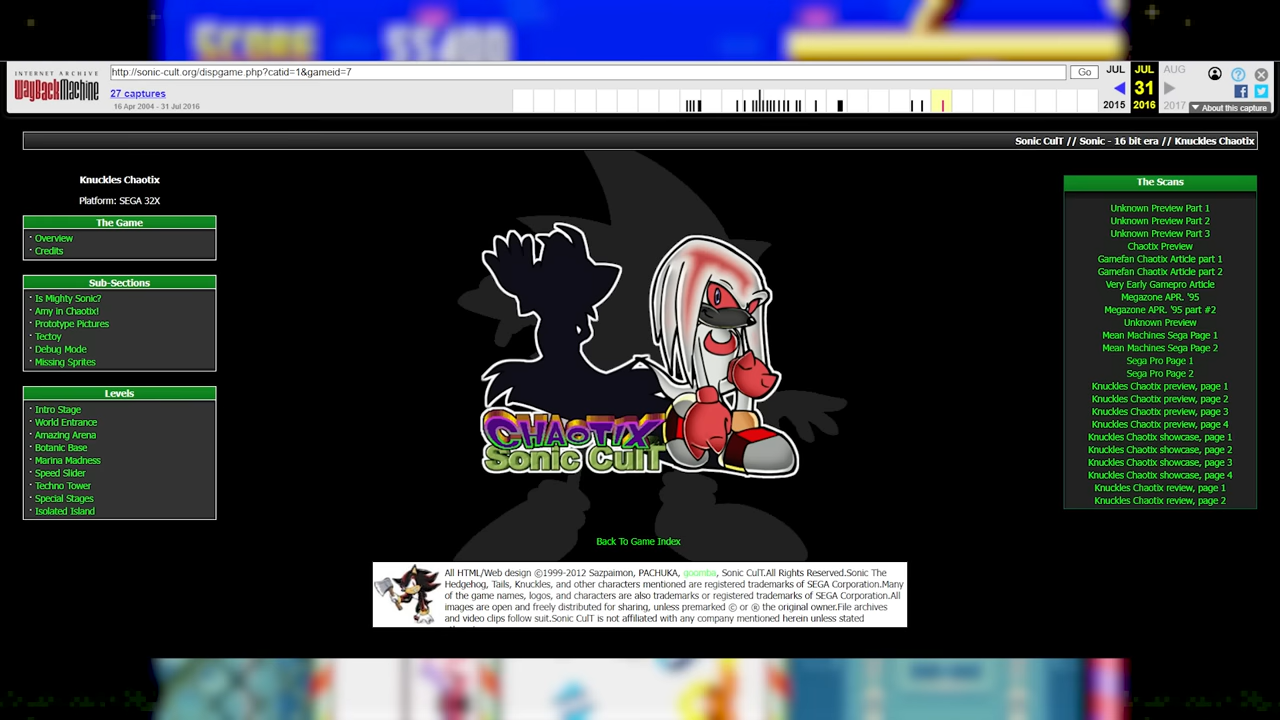 SCORE
INTERNET ARCHIVE
WayBackMachine
http://sonic-cult.org/dispgame.php?catid=1&gameid=7
Go
27 captures
16 Apr 2004 - 31 Jul 2016
JUL
JUL
AUG
31
2015
2016
2017
About this capture
Sonic CulT // Sonic - 16 bit era // Knuckles Chaotix
Knuckles Chaotix
Platform: SEGA 32X
The Game
· Overview
· Credits
Sub-Sections
· Is Mighty Sonic?
· Amy in Chaotix!
· Prototype Pictures
· Tectoy
· Debug Mode
· Missing Sprites
Levels
· Intro Stage
· World Entrance
· Amazing Arena
· Botanic Base
· Marina Madness
· Speed Slider
· Techno Tower
· Special Stages
· Isolated Island
CHAOTIX
Sonic CulT
The Scans
Unknown Preview Part 1
Unknown Preview Part 2
Unknown Preview Part 3
Chaotix Preview
Gamefan Chaotix Article part 1
Gamefan Chaotix Article part 2
Very Early Gamepro Article
Megazone APR. '95
Megazone APR. '95 part #2
Unknown Preview
Mean Machines Sega Page 1
Mean Machines Sega Page 2
Sega Pro Page 1
Sega Pro Page 2
Knuckles Chaotix preview, page 1
Knuckles Chaotix preview, page 2
Knuckles Chaotix preview, page 3
Knuckles Chaotix preview, page 4
Knuckles Chaotix showcase, page 1
Knuckles Chaotix showcase, page 2
Knuckles Chaotix showcase, page 3
Knuckles Chaotix showcase, page 4
Knuckles Chaotix review, page 1
Knuckles Chaotix review, page 2
Back To Game Index
All HTML/Web design ©1999-2012 Sazpaimon, PACHUKA, goomba, Sonic CulT.All Rights Reserved.Sonic The
Hedgehog, Tails, Knuckles, and other characters mentioned are registered trademarks of SEGA Corporation.Many
of the game names, logos, and characters are also trademarks or registered trademarks of SEGA Corporation.All
images are open and freely distributed for sharing, unless premarked © or ® the original owner.File archives
and video clips follow suit.Sonic CulT is not affiliated with any company mentioned herein unless stated